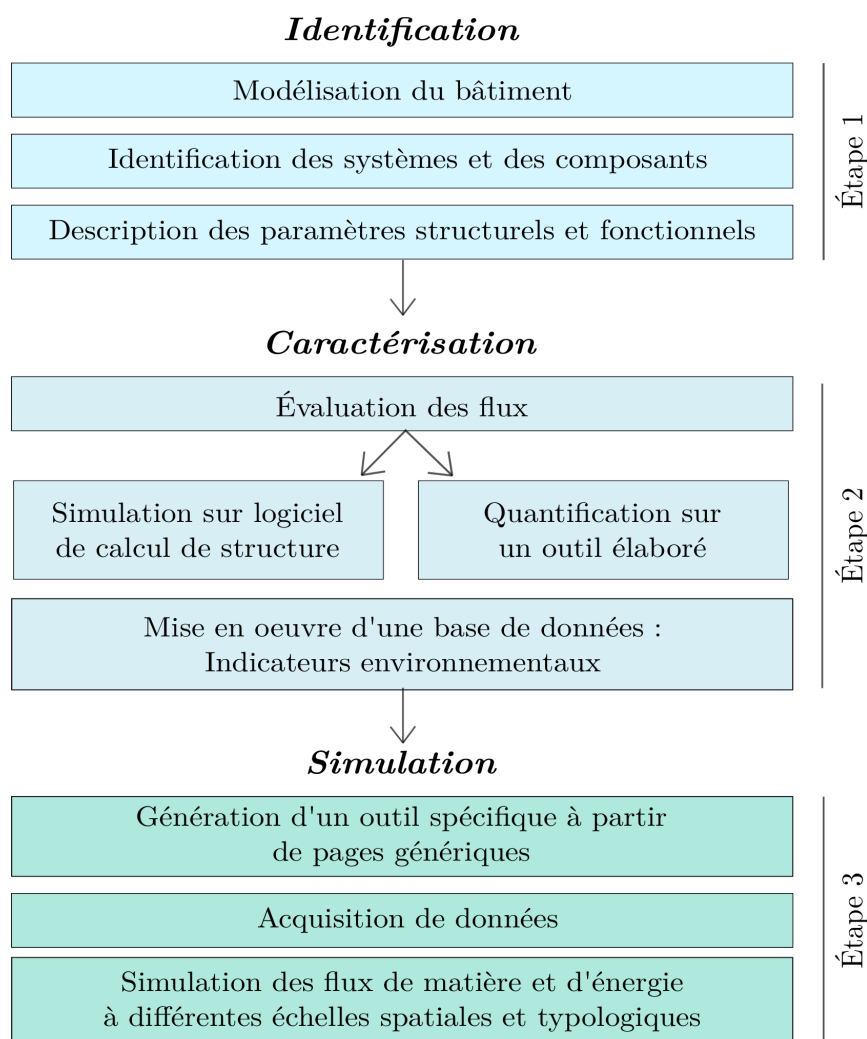 Identification
Modélisation du bâtiment
Identification des systèmes et des composants
Description des paramètres structurels et fonctionnels
Étape 1
Caractérisation
Évaluation des flux
Simulation sur logiciel
de calcul de structure
Quantification sur
un outil élaboré
Mise en oeuvre d'une base de données :
Indicateurs environnementaux
Étape 2
Simulation
Génération d'un outil spécifique à partir
de pages génériques
Acquisition de données
Simulation des flux de matière et d'énergie
à différentes échelles spatiales et typologiques
Étape 3